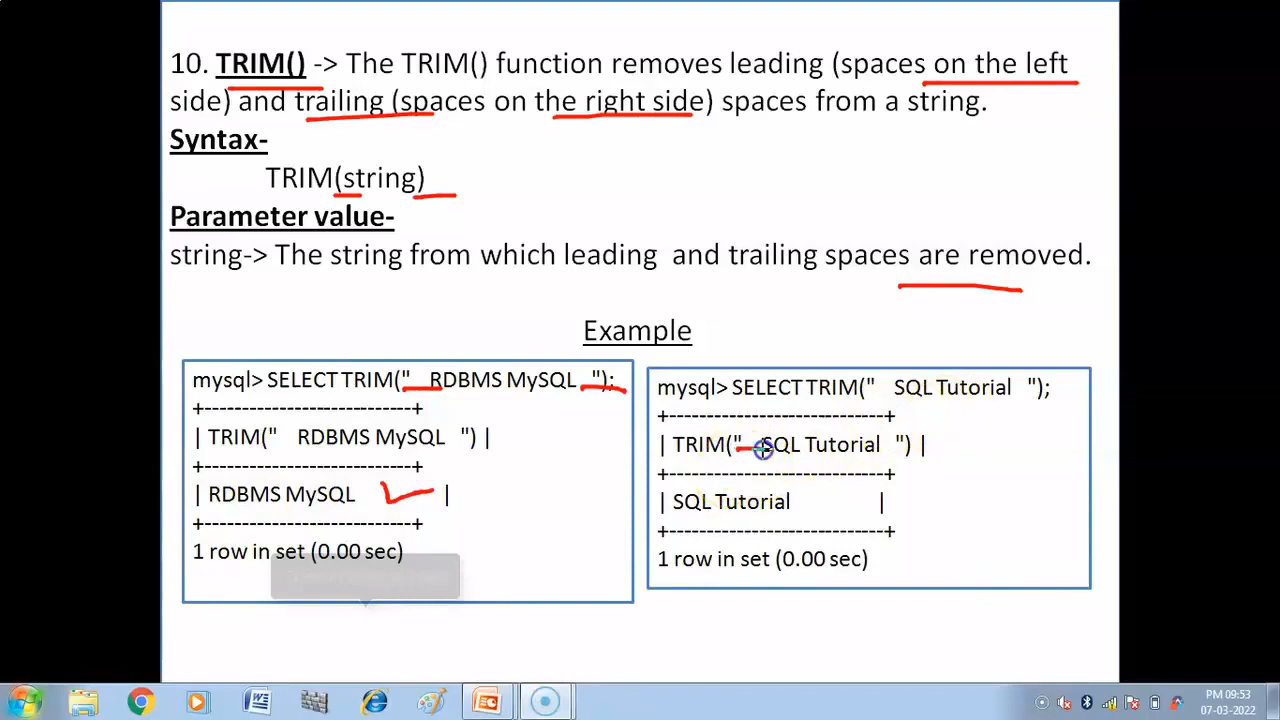 10. TRIM() -> The TRIM() function removes leading (spaces on the left
side) and trailing (spaces on the right side) spaces from a string.
Syntax-
TRIM(string)
Parameter value-
string-> The string from which leading and trailing spaces are removed.
Example
mysql> SELECT TRIM("   RDBMS MySQL   ");
+-----------------------------+
| TRIM("   RDBMS MySQL   ") |
+-----------------------------+
| RDBMS MySQL |
+-----------------------------+
1 row in set (0.00 sec)
mysql> SELECT TRIM("   SQL Tutorial   ");
+-----------------------------+
| TRIM("   SQL Tutorial   ") |
+-----------------------------+
| SQL Tutorial |
+-----------------------------+
1 row in set (0.00 sec)
PM 09:53
07-03-2022